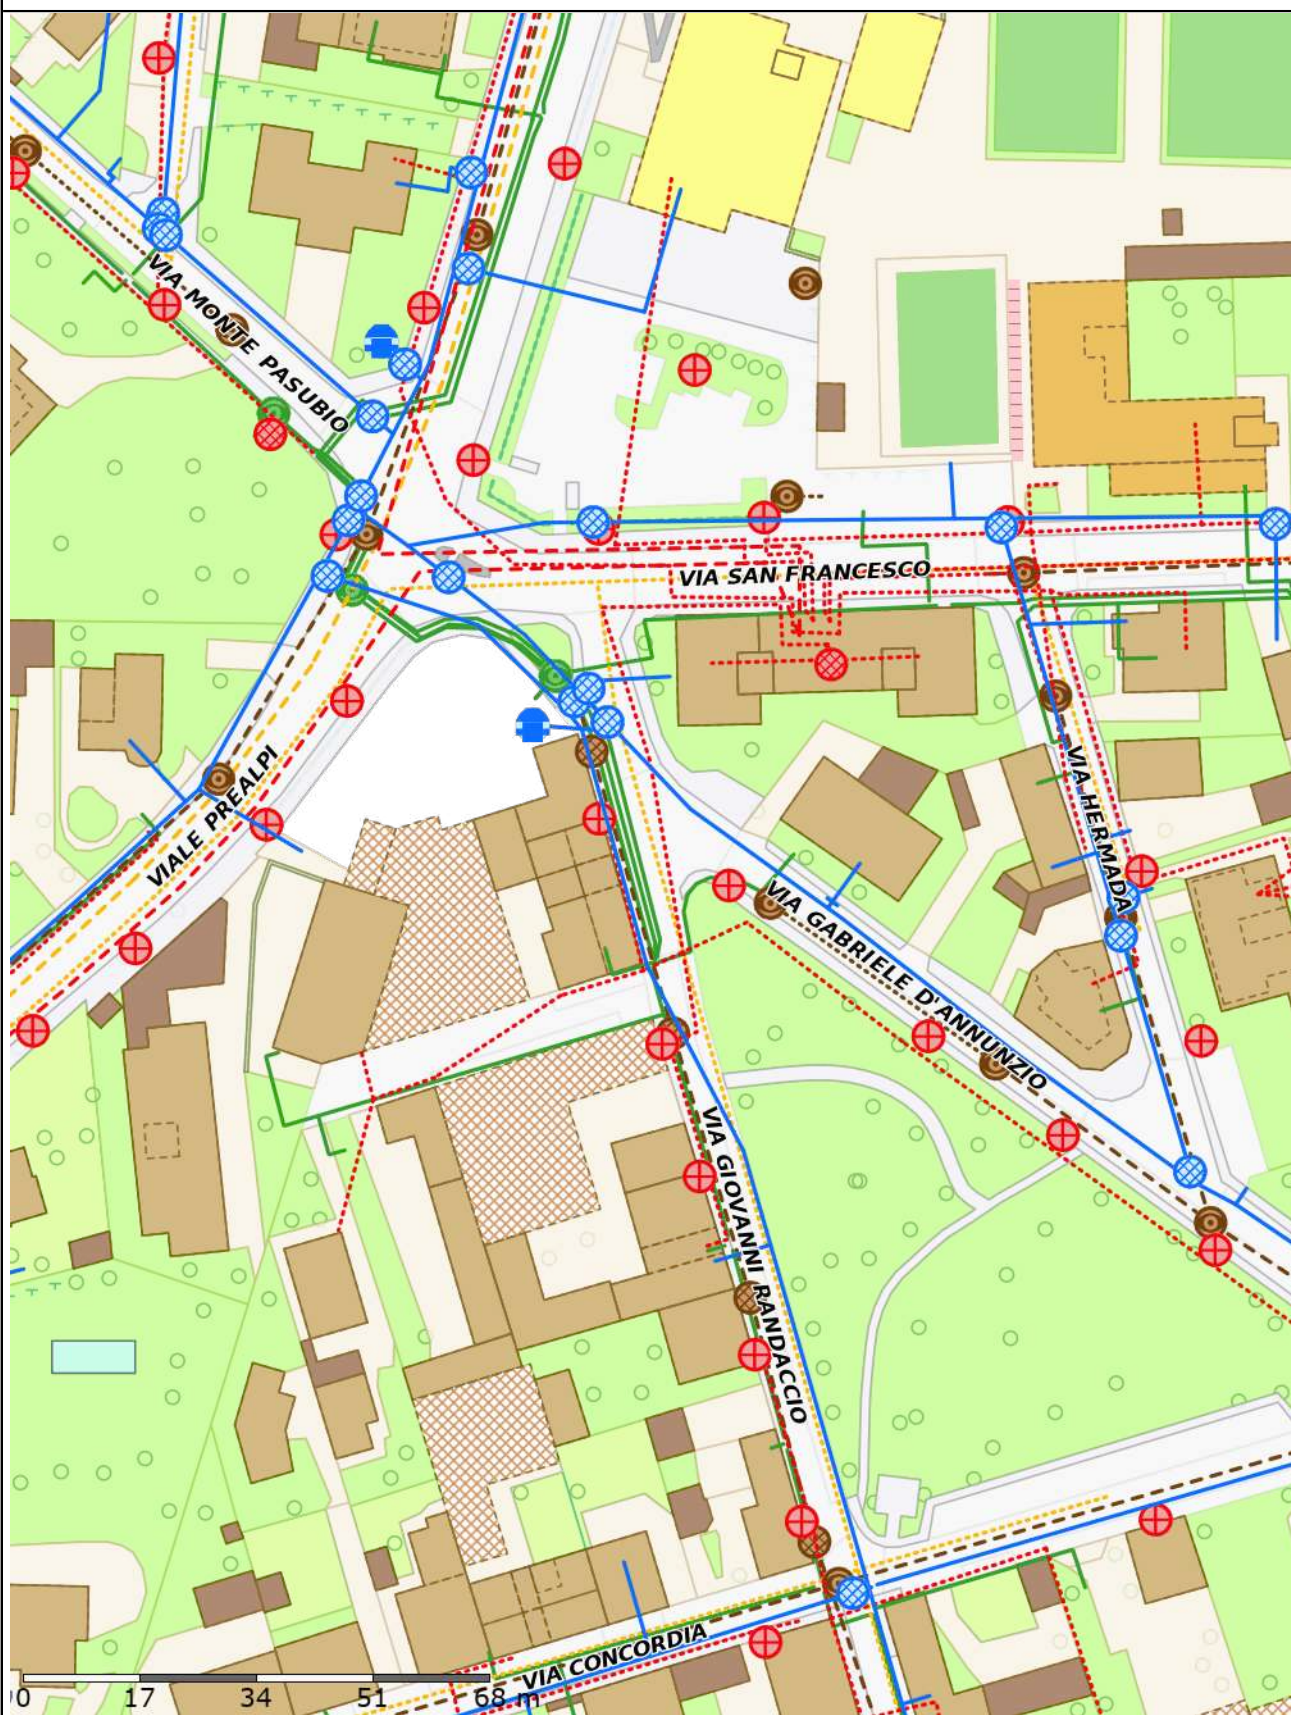 VIA MONTE PASUBIO
VIA SAN FRANCESCO
VIALE PREALPI
VIA HERMADA
VIA GABRIELE D'ANNUNZIO
VIA GIOVANNI RANDACCIO
VIA CONCORDIA
00 17 34 51 68 m